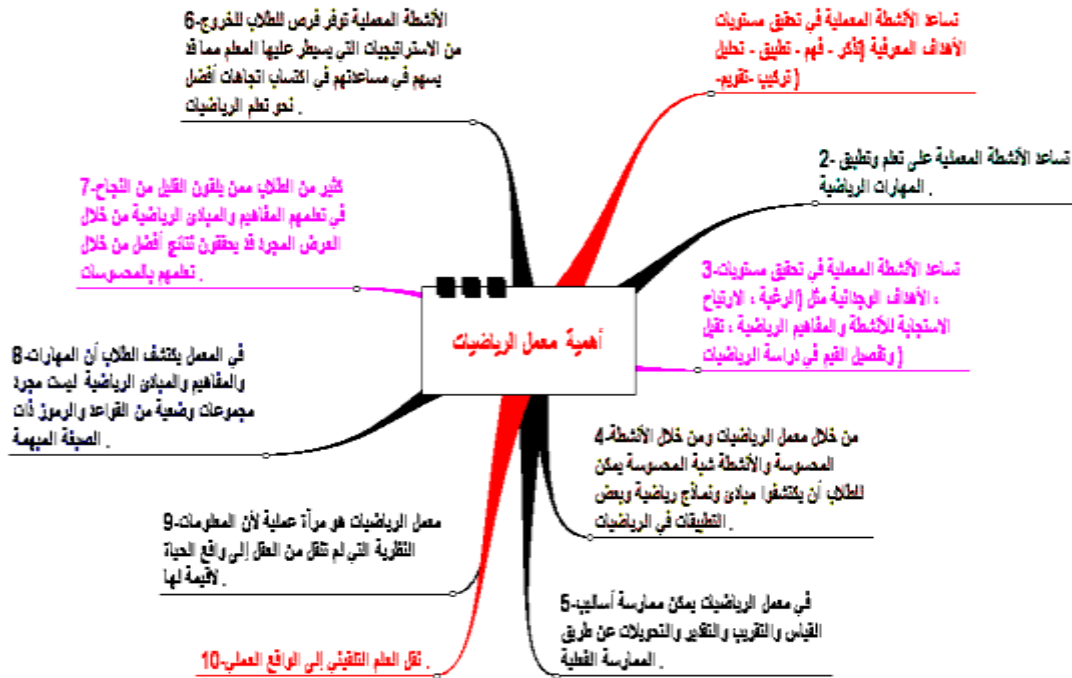 أهمية معمل الرياضيات
تساعد الأنشطة المعملية في تحقيق مستويات
الأهداف المعرفية (تذكر - فهم - تطبيق - تحليل
-تركيب -تقويم )
2- تساعد الأنشطة المعملية على تعلم وتطبيق
المهارات الرياضية .
3-تساعد الأنشطة المعملية في تحقيق مستويات
الأهداف الوجدانية مثل (الرغبة ، الارتياح ،
الاستجابة للأنشطة والمفاهيم الرياضية ، تقبل
وتفضيل القيم في دراسة الرياضيات )
4-من خلال معمل الرياضيات ومن خلال الأنشطة
المحسوسة والأنشطة شبة المحسوسة يمكن
للطلاب أن يكتشفوا مبادئ ونماذج رياضية وبعض
التطبيقات في الرياضيات .
5-في معمل الرياضيات يمكن ممارسة أساليب
القياس والتقريب والتقدير والتحويلات عن طريق
الممارسة الفعلية .
6-الأنشطة المعملية توفر فرص للطلاب للخروج
من الاستراتيجيات التي يسيطر عليها المعلم مما قد
يسهم في مساعدتهم في اكتساب اتجاهات أفضل
نحو تعلم الرياضيات .
7-كثير من الطلاب ممن يلقون القليل من النجاح
في تعلمهم المفاهيم والمبادئ الرياضية من خلال
العرض المجرد قد يحققون نتائج أفضل من خلال
تعلمهم بالمحسوسات .
8-في المعمل يكتشف الطلاب أن المهارات
والمفاهيم والمبادئ الرياضية ليست مجرد
مجموعات وضعية من القواعد والرموز ذات
الصيغة المبهمة .
9-معمل الرياضيات هو مرآة عملية لأن المعلومات
النظرية التي لم تنقل من العقل إلى واقع الحياة
لاقيمة لها .
10-نقل العلم التلقيني إلى الواقع العملي .